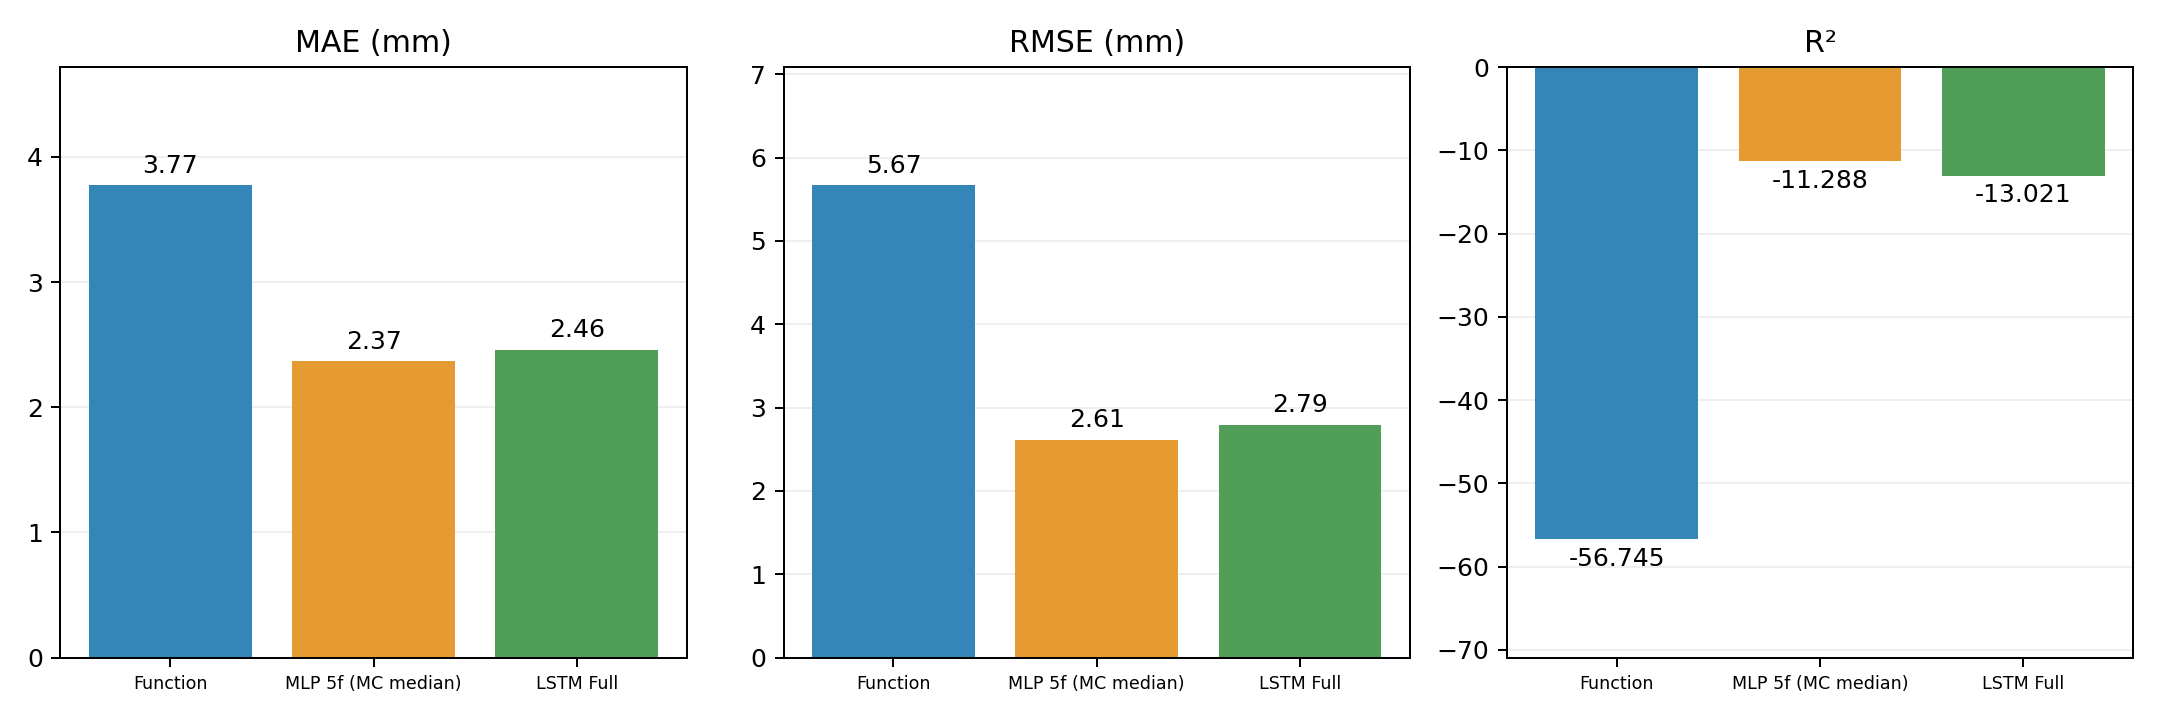 MAE (mm)
4
3
2
1
0
3.77
2.37
2.46
Function
MLP 5f (MC median)
LSTM Full
RMSE (mm)
7
6
5
4
3
2
1
0
5.67
2.61
2.79
Function
MLP 5f (MC median)
LSTM Full
R²
0
−10
−20
−30
−40
−50
−60
−70
-56.745
-11.288
-13.021
Function
MLP 5f (MC median)
LSTM Full